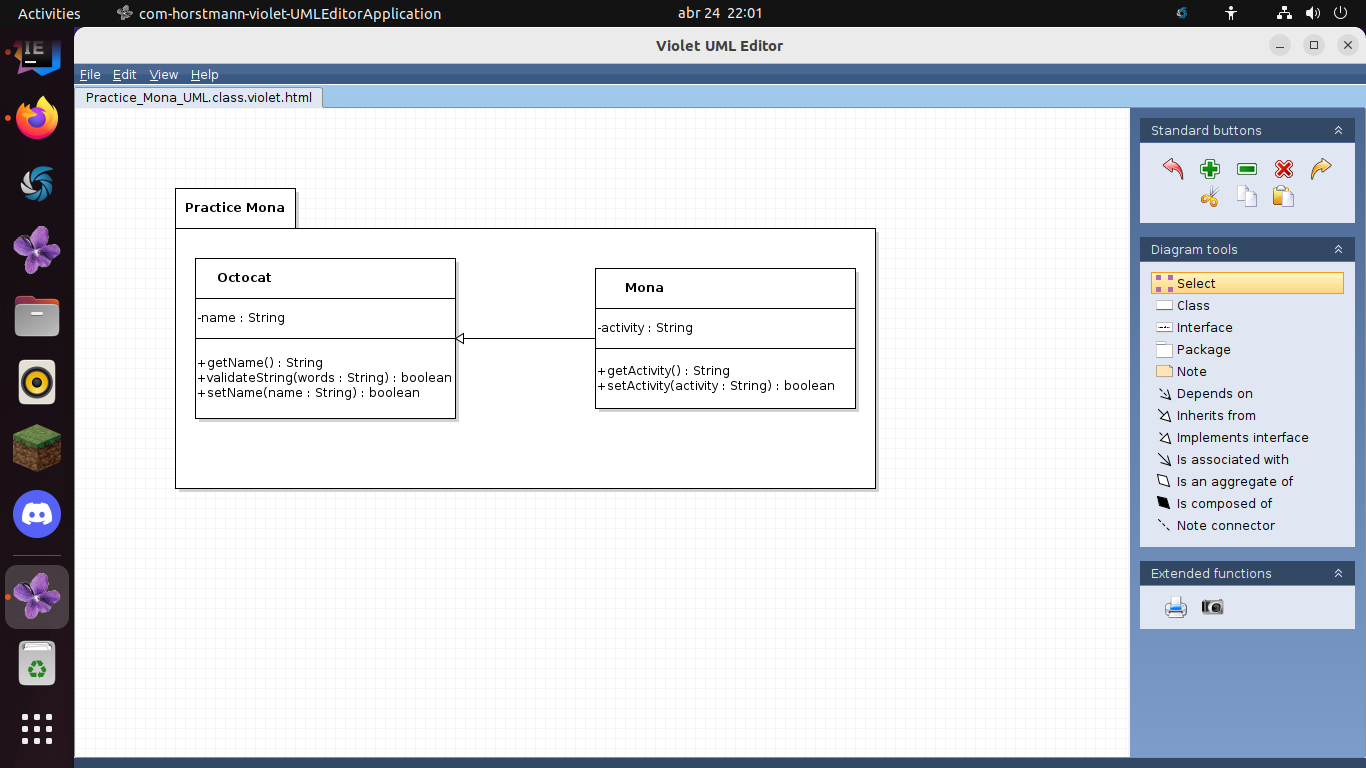 Activities
com-horstmann-violet-UMLEditorApplication
abr 24 22:01
Violet UML Editor
File Edit View Help
Practice_Mona_UML.class.violet.html
IE
Practice Mona
Octocat
-name : String
+getName() : String
+validateString(words : String) : boolean
+setName(name : String) : boolean
Mona
-activity : String
+getActivity() : String
+setActivity(activity : String) : boolean
Standard buttons
Diagram tools
Select
Class
Interface
Package
Note
Depends on
Inherits from
Implements interface
Is associated with
Is an aggregate of
Is composed of
Note connector
Extended functions